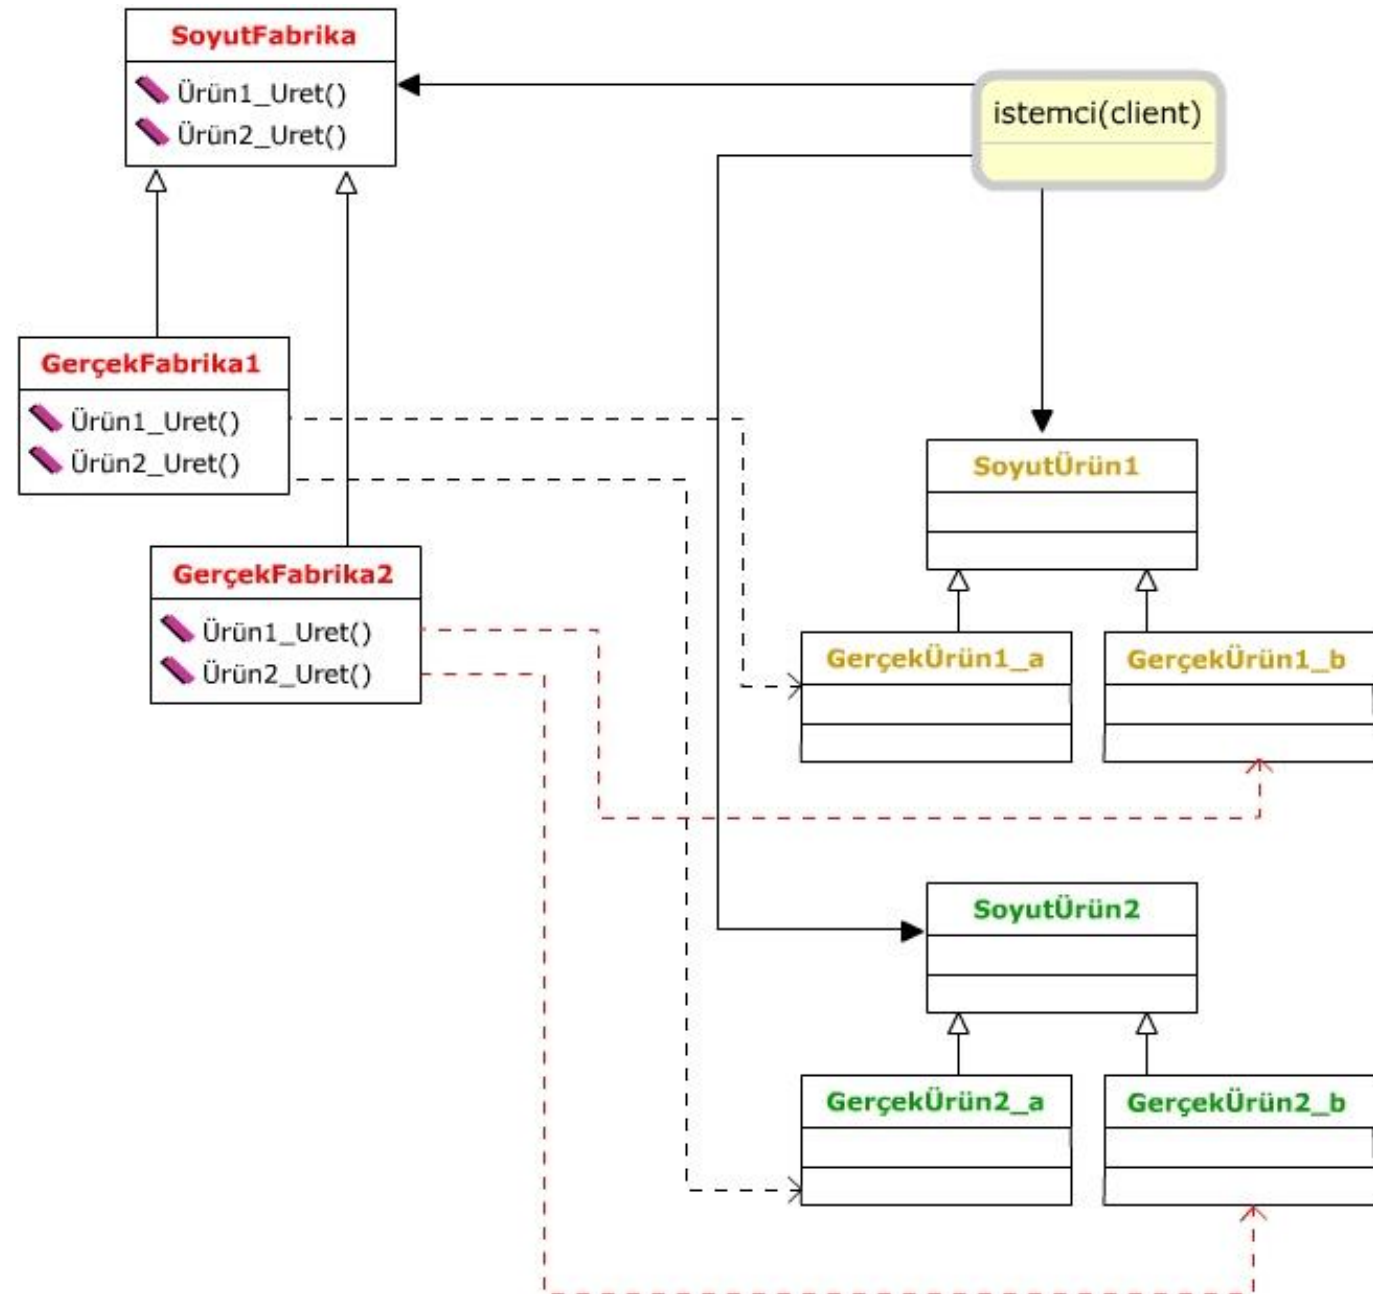 SoyutFabrika
Ürün1_Uret()
Ürün2_Uret()
istemci(client)
GerçekFabrika1
Ürün1_Uret()
Ürün2_Uret()
GerçekFabrika2
Ürün1_Uret()
Ürün2_Uret()
SoyutÜrün1
GerçekÜrün1_a
GerçekÜrün1_b
SoyutÜrün2
GerçekÜrün2_a
GerçekÜrün2_b